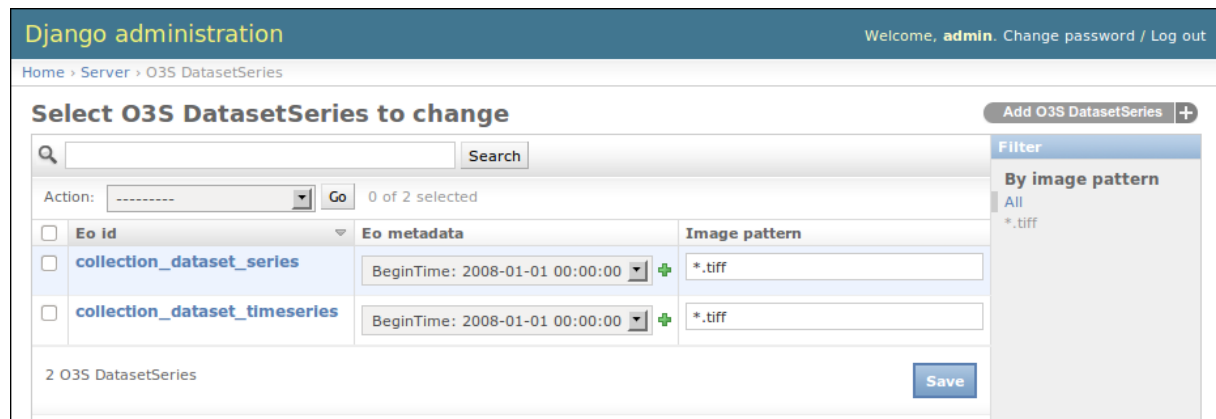 Django administration
Welcome, admin. Change password / Log out
Home › Server › O3S DatasetSeries
Select O3S DatasetSeries to change
Add O3S DatasetSeries +
Search
Action: --------- Go 0 of 2 selected
Eo id Eo metadata Image pattern
collection_dataset_series BeginTime: 2008-01-01 00:00:00 *.tiff
collection_dataset_timeseries BeginTime: 2008-01-01 00:00:00 *.tiff
2 O3S DatasetSeries
Save
Filter
By image pattern
All
*.tiff